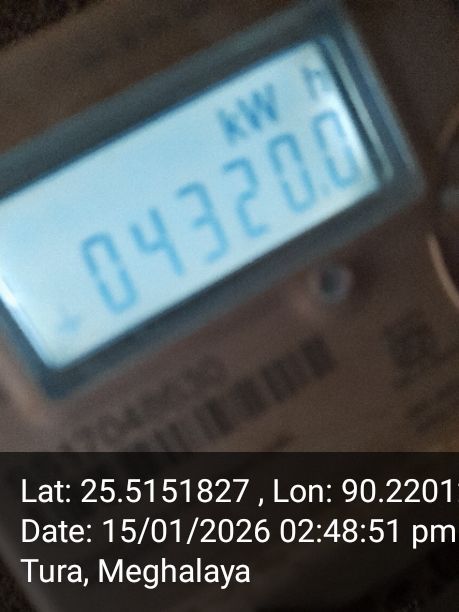 kW h
04320.0
17048630
Lat: 25.5151827 , Lon: 90.2201
Date: 15/01/2026 02:48:51 pm
Tura, Meghalaya